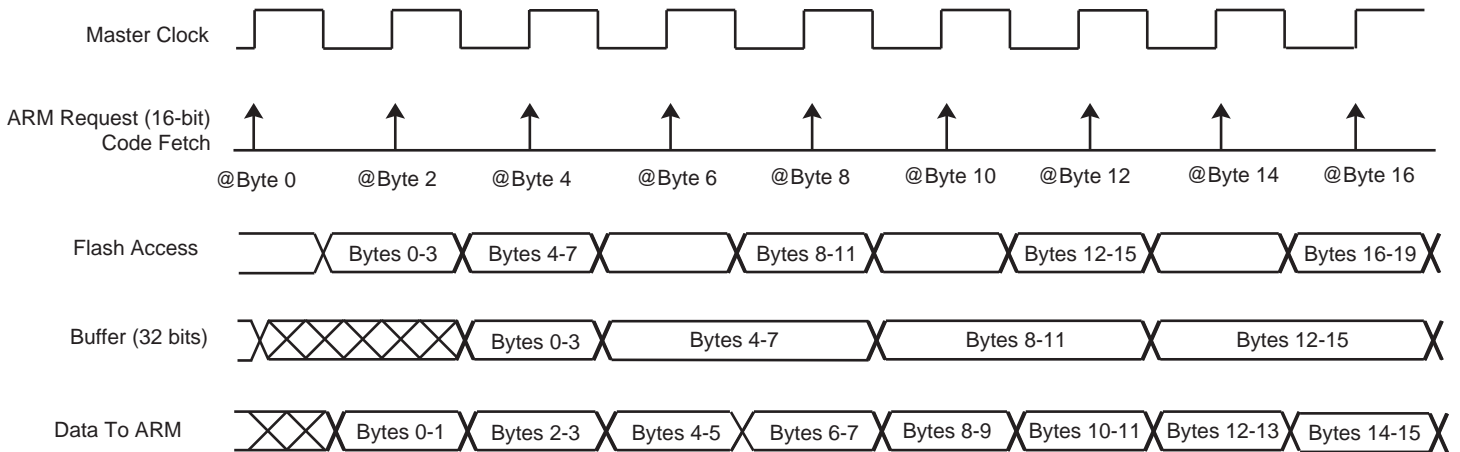 Master Clock
ARM Request (16-bit)
Code Fetch
@Byte 0 @Byte 2 @Byte 4 @Byte 6 @Byte 8 @Byte 10 @Byte 12 @Byte 14 @Byte 16
Flash Access Bytes 0-3 Bytes 4-7 Bytes 8-11 Bytes 12-15 Bytes 16-19
Buffer (32 bits) Bytes 0-3 Bytes 4-7 Bytes 8-11 Bytes 12-15
Data To ARM Bytes 0-1 Bytes 2-3 Bytes 4-5 Bytes 6-7 Bytes 8-9 Bytes 10-11 Bytes 12-13 Bytes 14-15